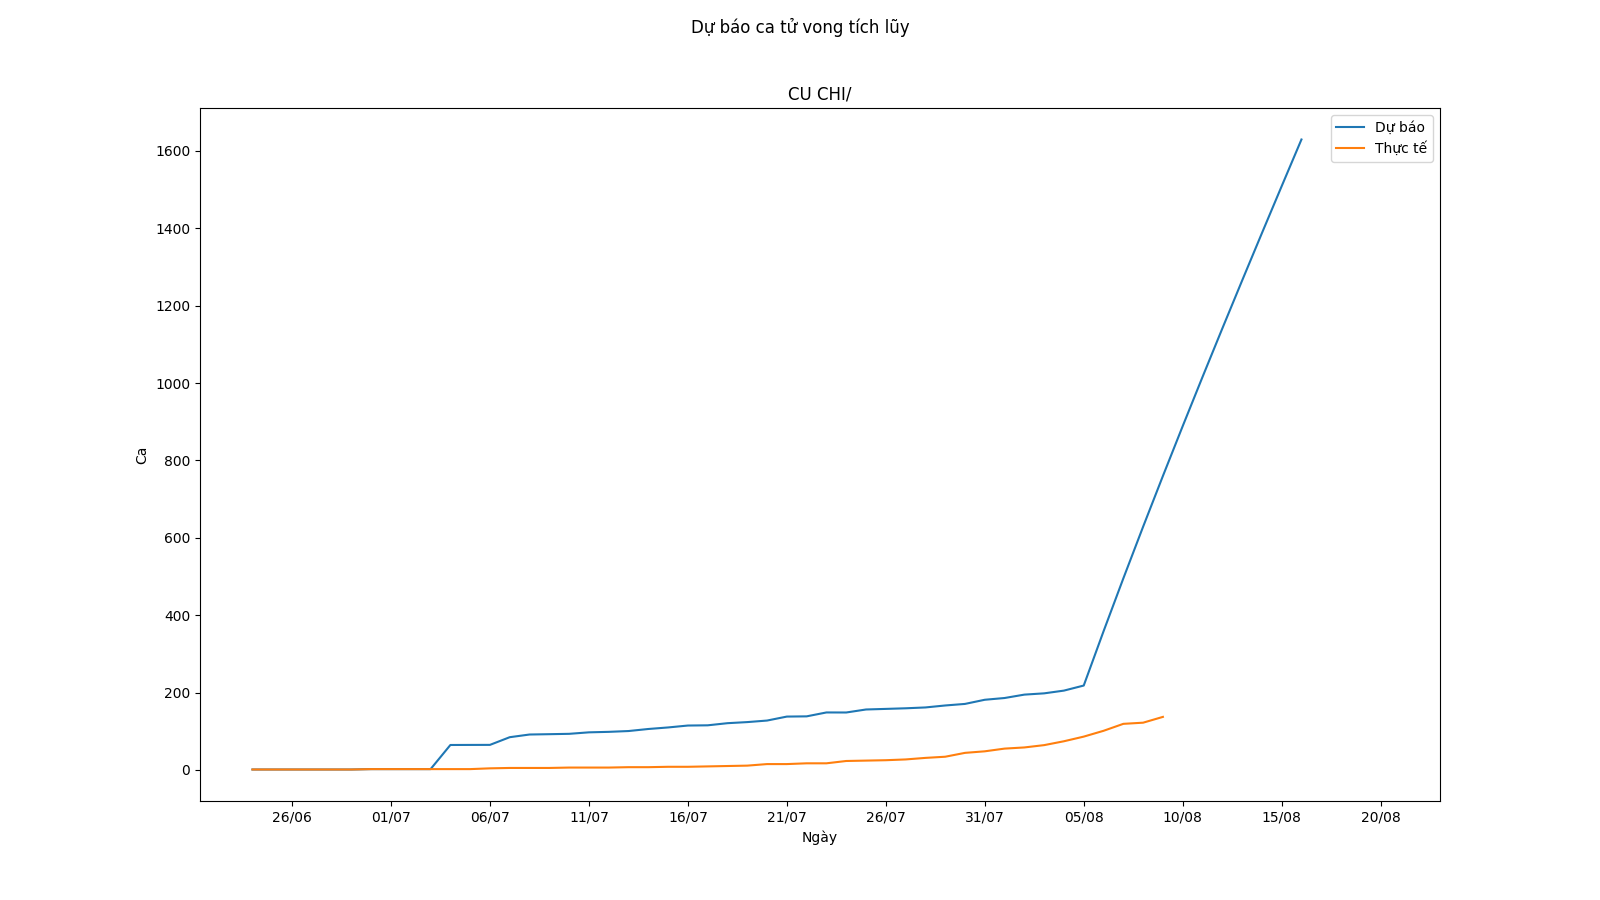 Dự báo ca tử vong tích lũy
CU CHI/
Dự báo
Thực tế
1600
1400
1200
1000
800
600
400
200
0
Ca
26/06 01/07 06/07 11/07 16/07 21/07 26/07 31/07 05/08 10/08 15/08 20/08
Ngày